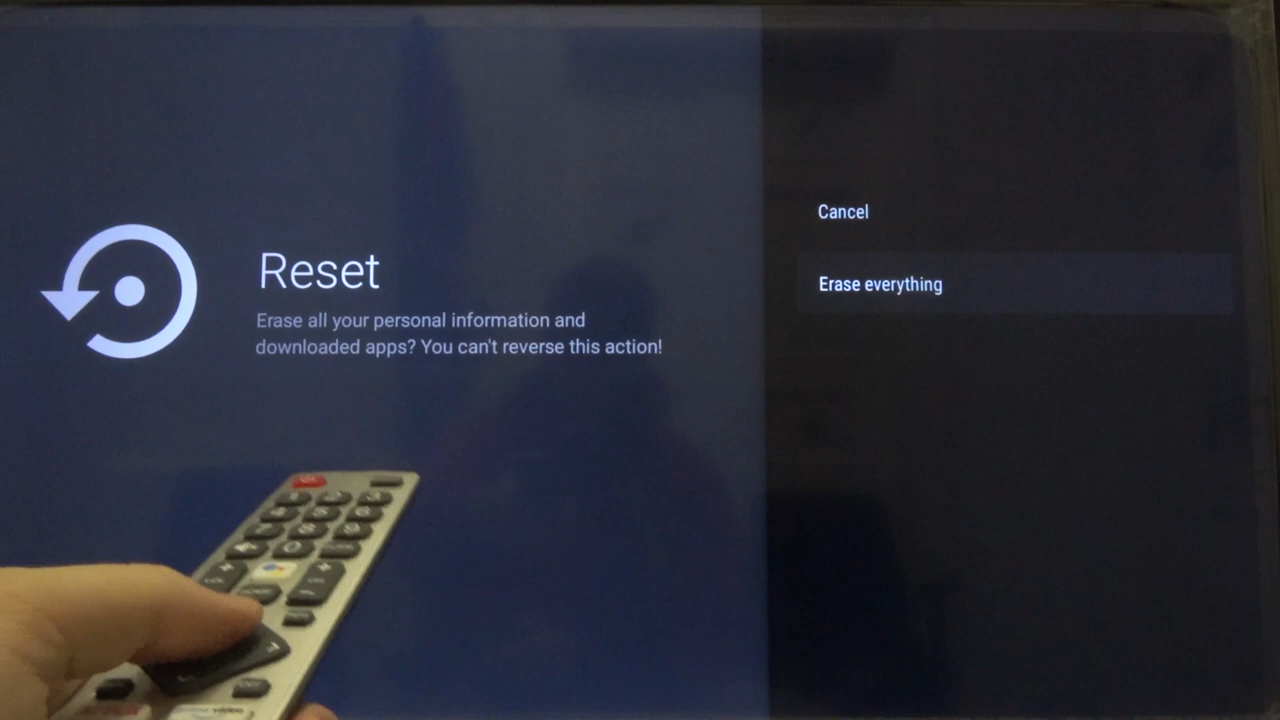 Reset
Erase all your personal information and
downloaded apps? You can't reverse this action!
Cancel
Erase everything